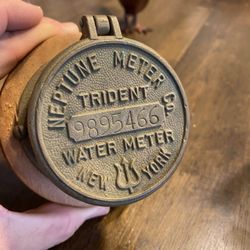 NEPTUNE METER Co.
TRIDENT
9895466
WATER METER
NEW YORK